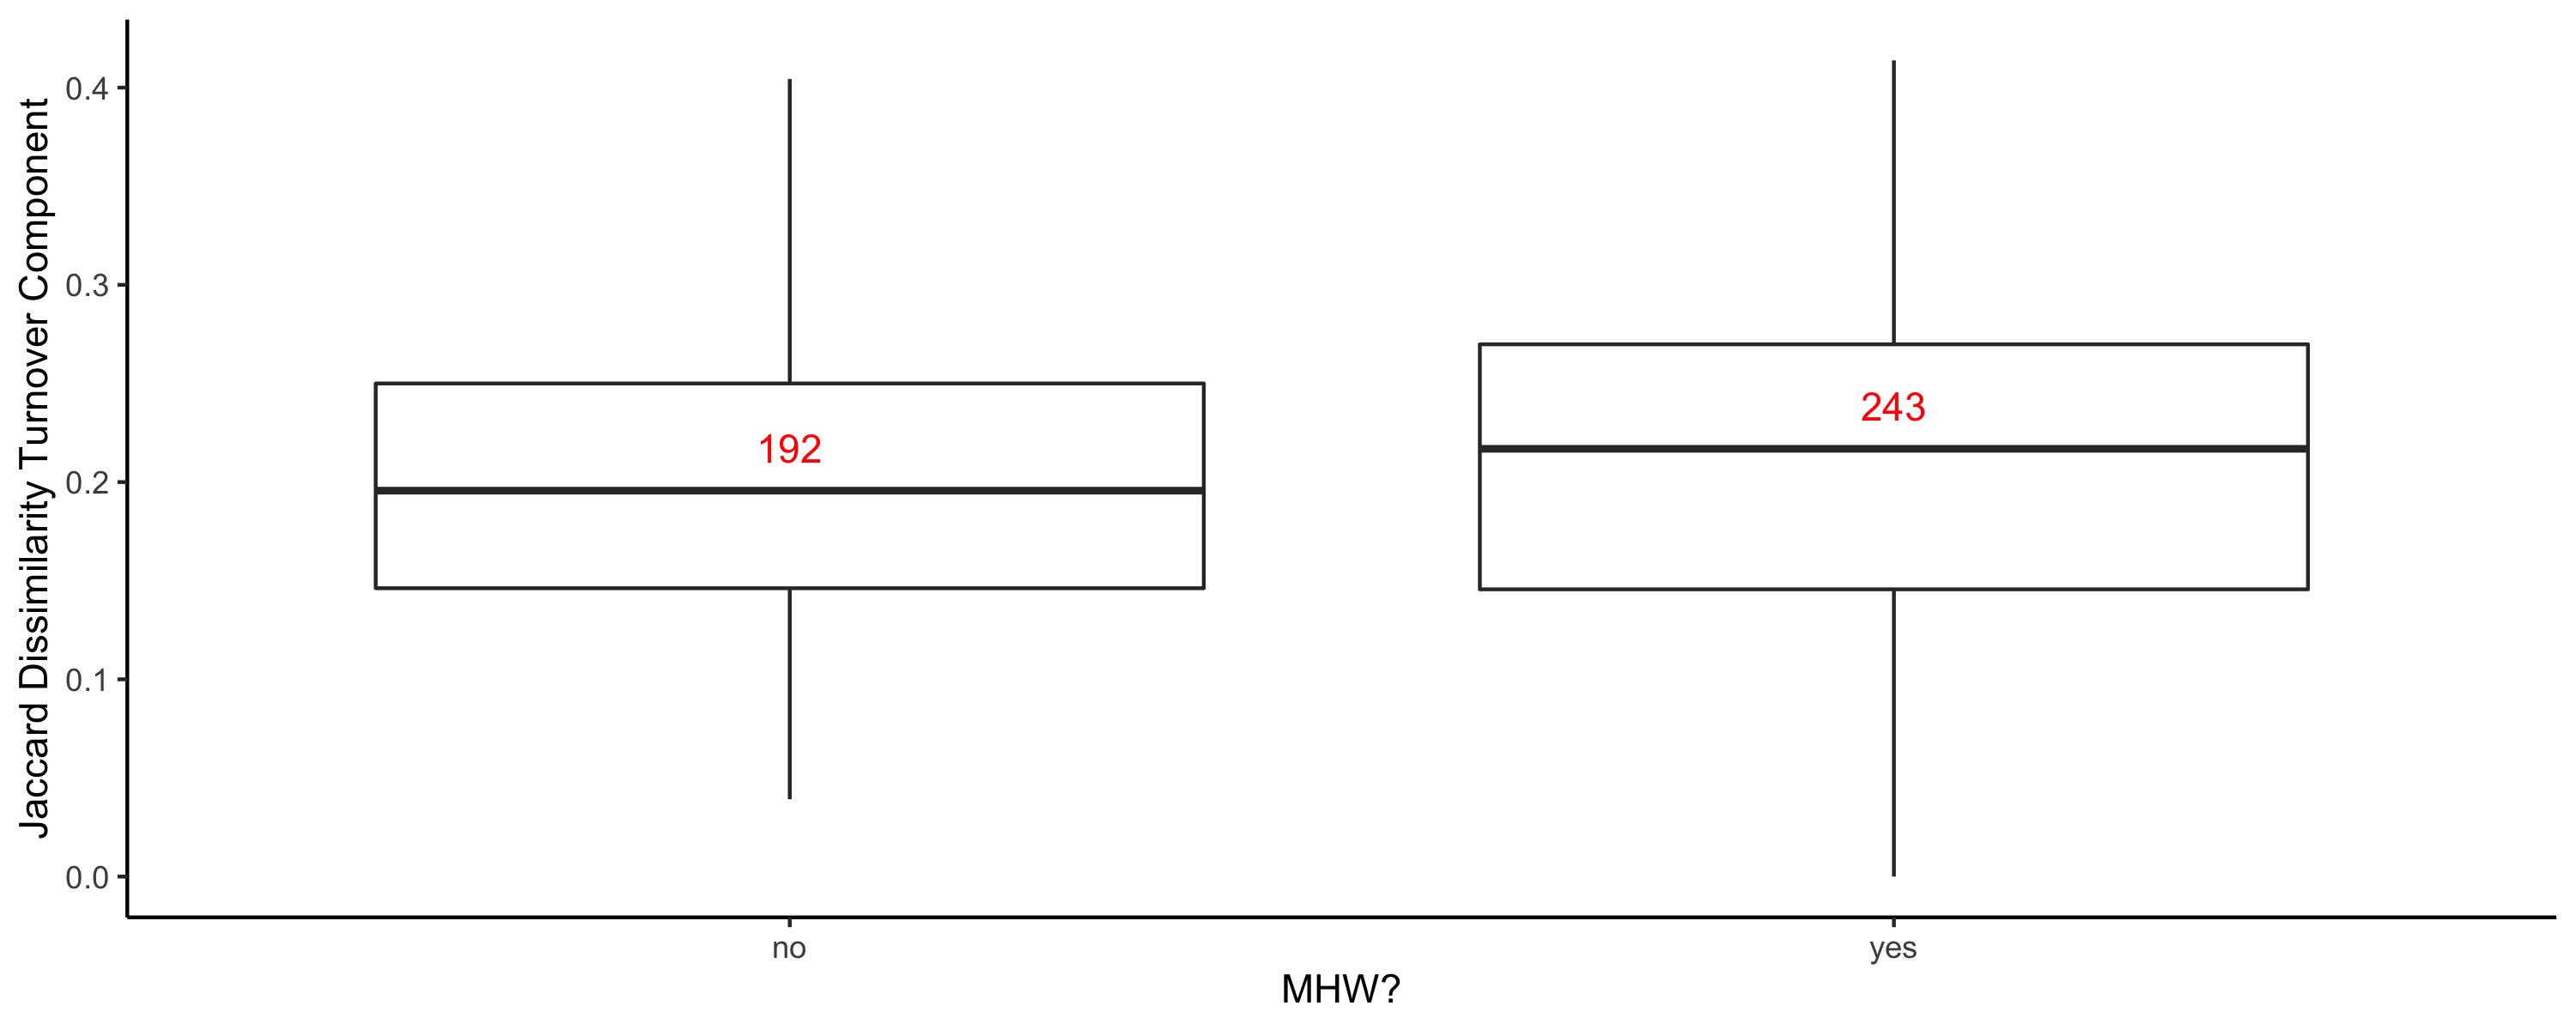 Jaccard Dissimilarity Turnover Component
0.4
0.3
0.2
0.1
0.0
192
243
no
yes
MHW?